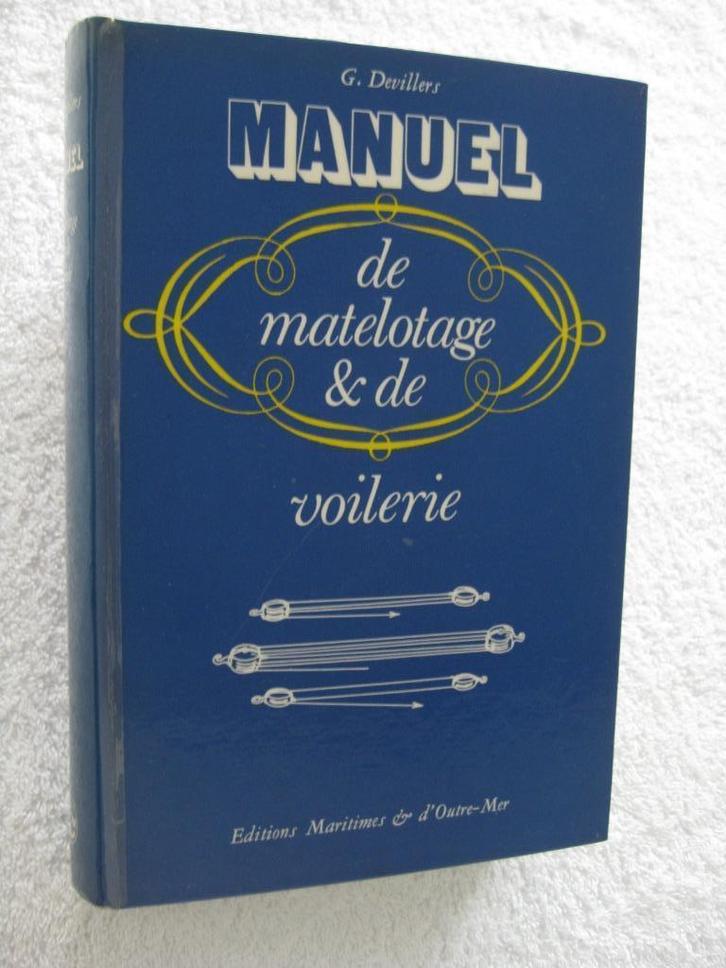 G. Devillers
MANUEL
de
matelotage
& de
voilerie
Editions Maritimes & d'Outre-Mer